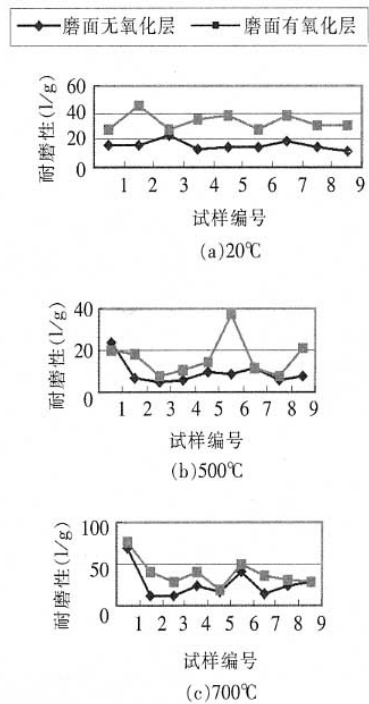 磨面无氧化层 磨面有氧化层
60
40
20
0
耐磨性(l/g)
1 2 3 4 5 6 7 8 9
试样编号
(a)20℃
40
20
0
耐磨性(l/g)
1 2 3 4 5 6 7 8 9
试样编号
(b)500℃
100
50
0
耐磨性(l/g)
1 2 3 4 5 6 7 8 9
试样编号
(c)700℃